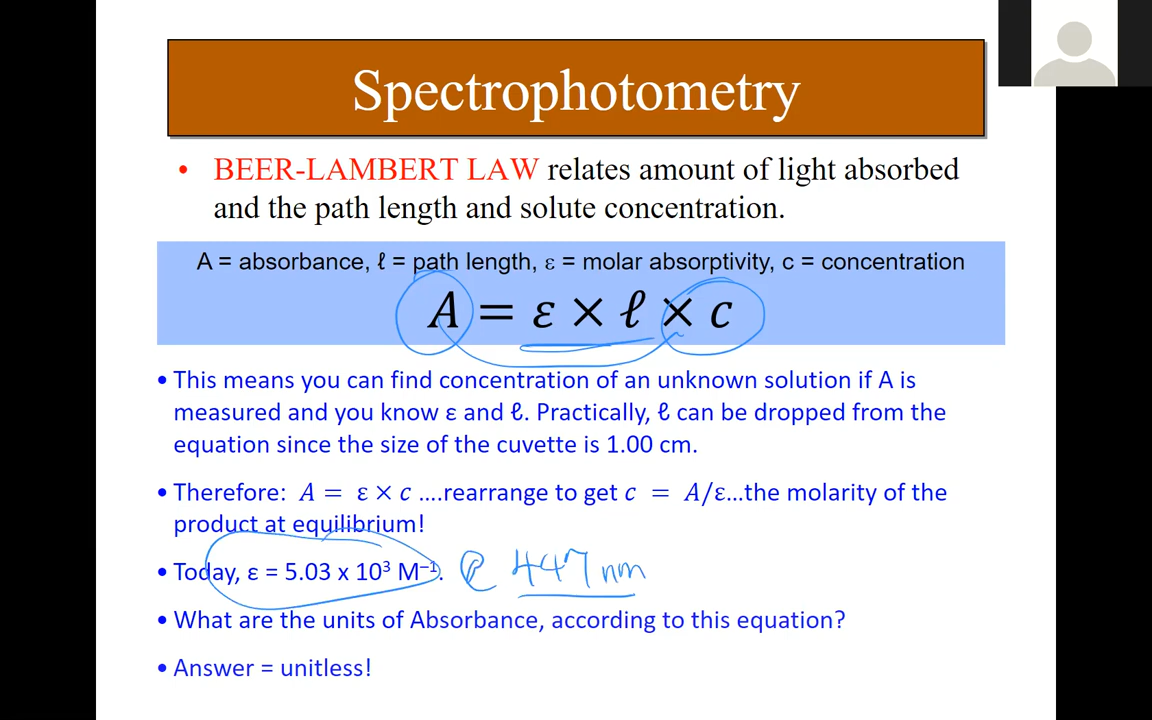 Spectrophotometry
• BEER-LAMBERT LAW relates amount of light absorbed
and the path length and solute concentration.
A = absorbance, ℓ = path length, ε = molar absorptivity, c = concentration
A = ε × ℓ × c
• This means you can find concentration of an unknown solution if A is
measured and you know ε and ℓ. Practically, ℓ can be dropped from the
equation since the size of the cuvette is 1.00 cm.
• Therefore: A = ε × c ....rearrange to get c = A/ε...the molarity of the
product at equilibrium!
• Today, ε = 5.03 x 10³ M⁻¹. @ 447 nm
• What are the units of Absorbance, according to this equation?
• Answer = unitless!